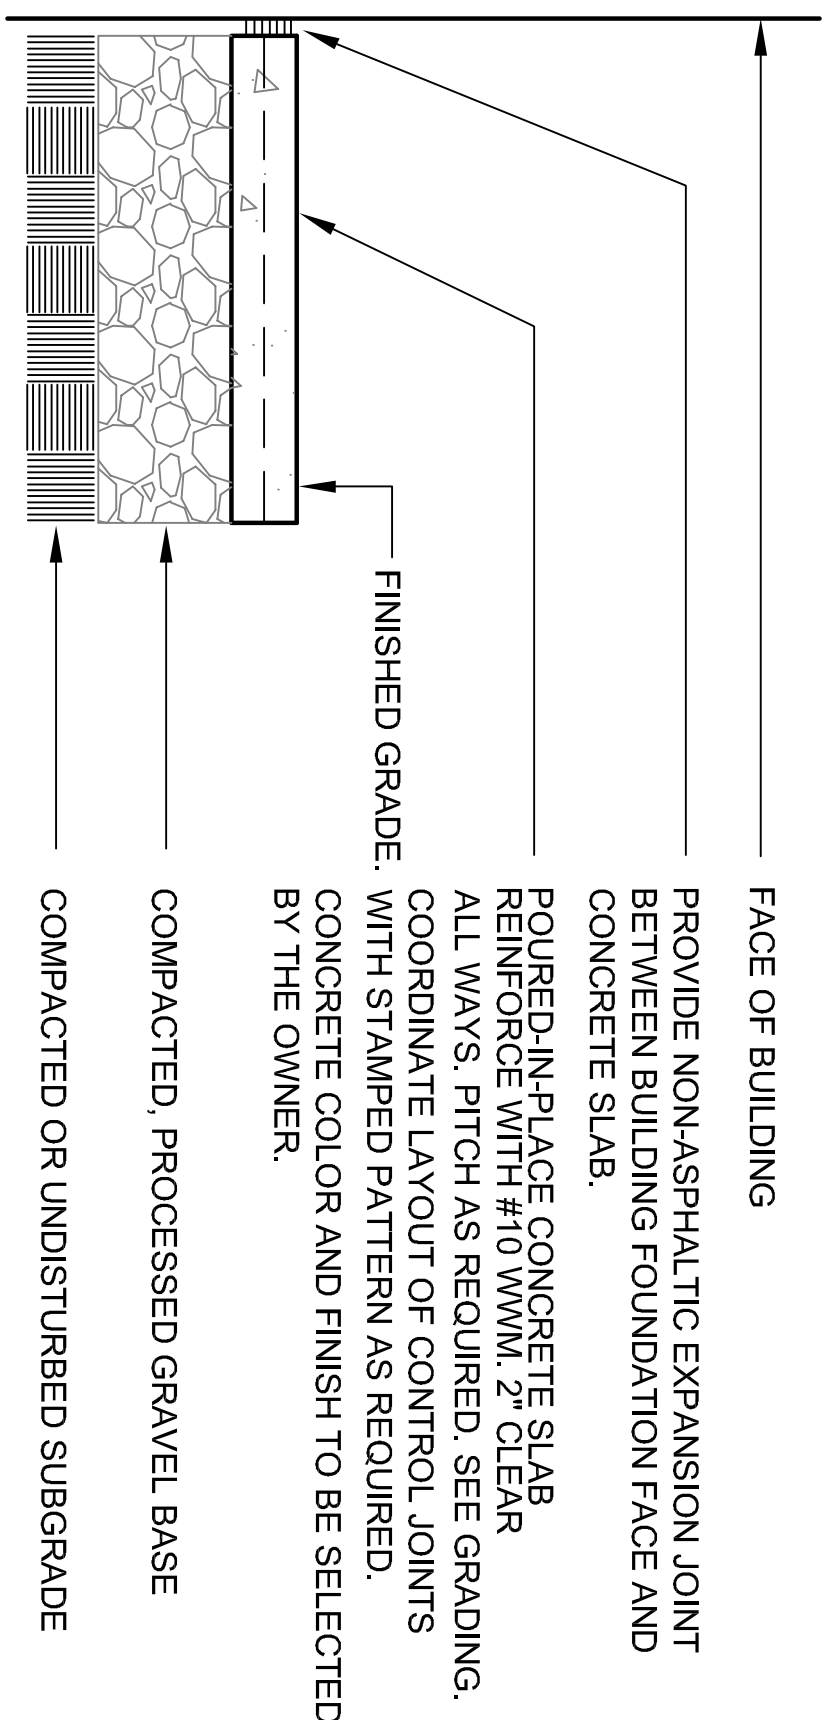 FACE OF BUILDING
PROVIDE NON-ASPHALTIC EXPANSION JOINT
BETWEEN BUILDING FOUNDATION FACE AND
CONCRETE SLAB.
POURED-IN-PLACE CONCRETE SLAB
REINFORCE WITH #10 WWM. 2" CLEAR
ALL WAYS. PITCH AS REQUIRED. SEE GRADING.
COORDINATE LAYOUT OF CONTROL JOINTS
WITH STAMPED PATTERN AS REQUIRED.
CONCRETE COLOR AND FINISH TO BE SELECTED
BY THE OWNER.
FINISHED GRADE.
COMPACTED, PROCESSED GRAVEL BASE
COMPACTED OR UNDISTURBED SUBGRADE